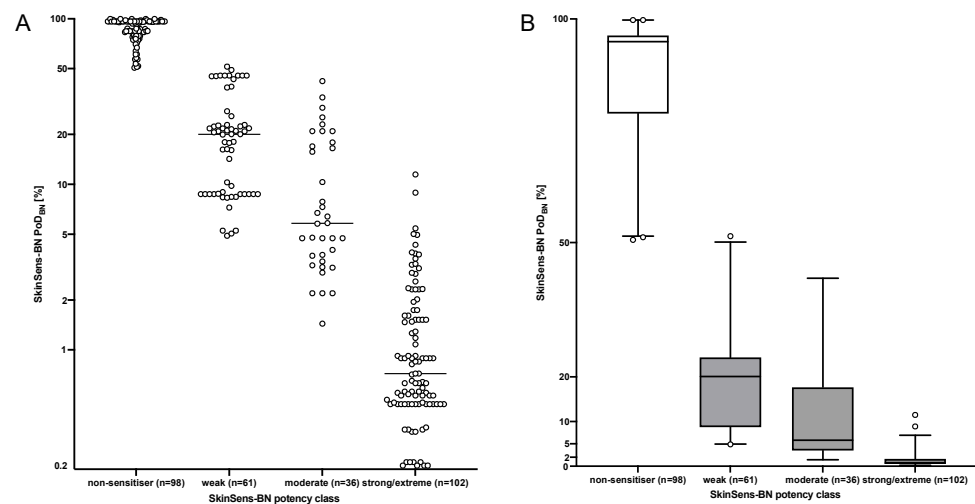 A
SkinSens-BN PoDBN [%]
100
50
20
10
5
2
1
0.2
non-sensitiser (n=98) weak (n=61) moderate (n=36) strong/extreme (n=102)
SkinSens-BN potency class
B
SkinSens-BN PoDBN [%]
100
50
20
10
5
2
0
non-sensitiser (n=98) weak (n=61) moderate (n=36) strong/extreme (n=102)
SkinSens-BN potency class